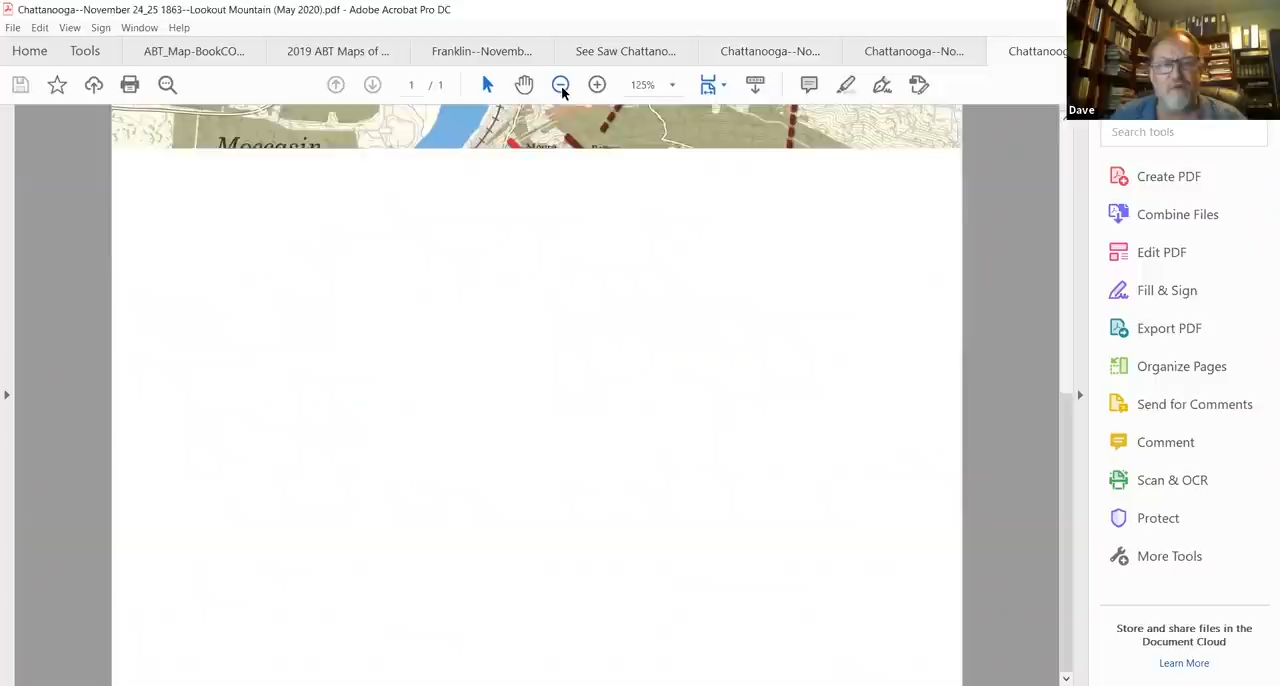 Chattanooga--November 24_25 1863--Lookout Mountain (May 2020).pdf - Adobe Acrobat Pro DC
File Edit View Sign Window Help
Home Tools ABT_Map-BookCO... 2019 ABT Maps of ... Franklin--Novemb... See Saw Chattano... Chattanooga--No... Chattanooga--No... Chattanoog
1 / 1 125%
Dave
Search tools
Moccasin
Create PDF
Combine Files
Edit PDF
Fill & Sign
Export PDF
Organize Pages
Send for Comments
Comment
Scan & OCR
Protect
More Tools
Store and share files in the
Document Cloud
Learn More